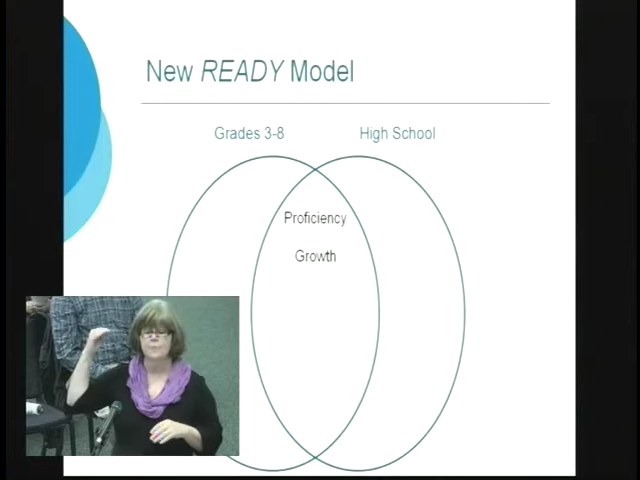 New READY Model
Grades 3-8
High School
Proficiency
Growth